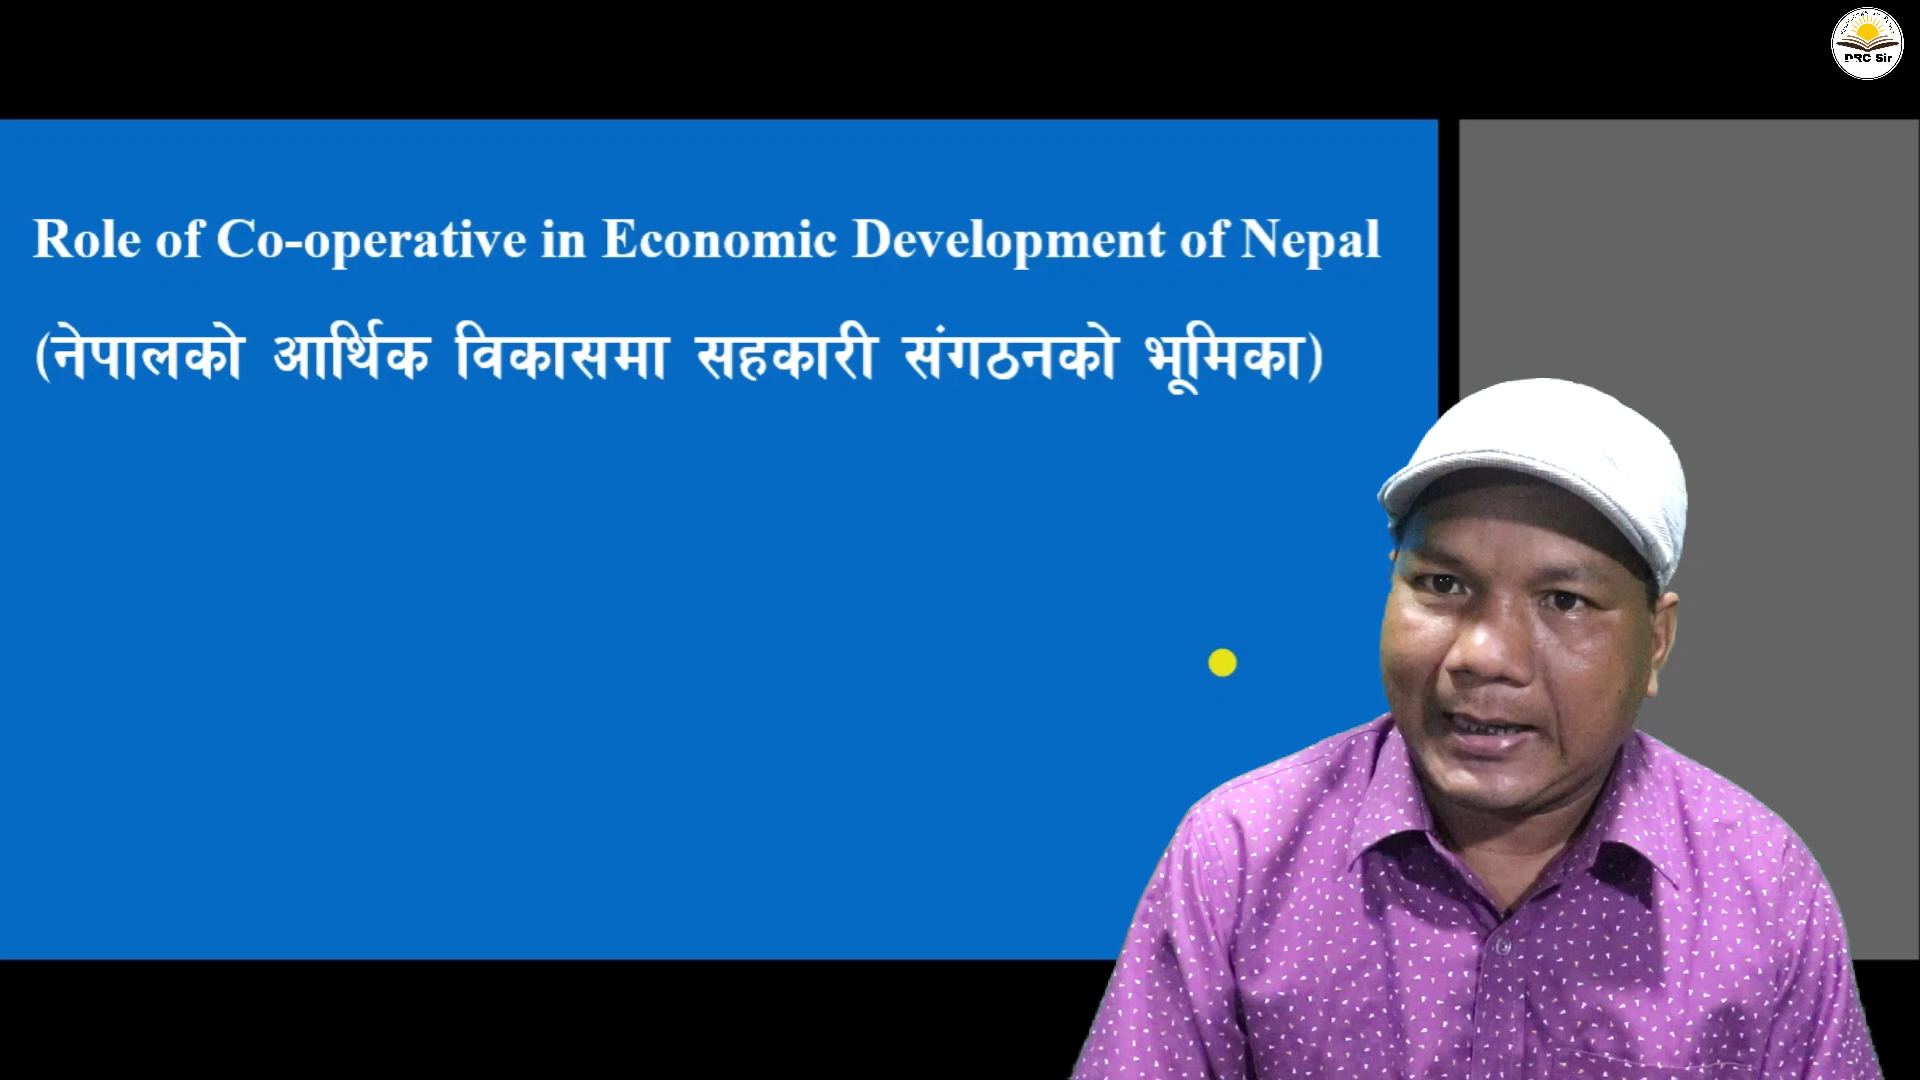 DRC Sir
Role of Co-operative in Economic Development of Nepal
(नेपालको आर्थिक विकासमा सहकारी संगठनको भूमिका)